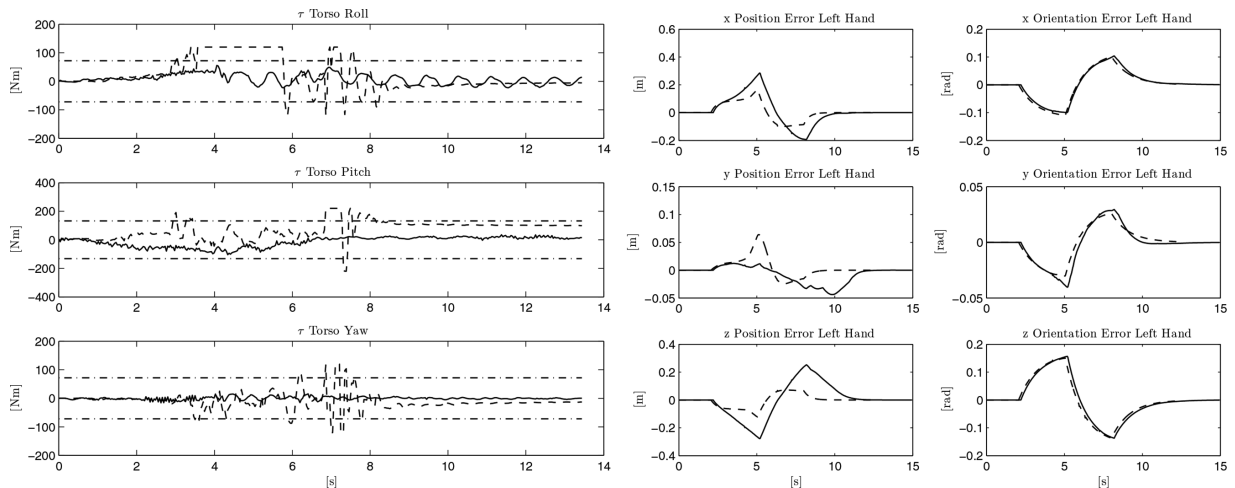 τ Torso Roll
[Nm]
200
100
0
−100
−200
0 2 4 6 8 10 12 14
τ Torso Pitch
[Nm]
400
200
0
−200
−400
0 2 4 6 8 10 12 14
τ Torso Yaw
[Nm]
200
100
0
−100
−200
0 2 4 6 8 10 12 14
[s]
x Position Error Left Hand
[m]
0.6
0.4
0.2
0
−0.2
0 5 10 15
y Position Error Left Hand
[m]
0.15
0.1
0.05
0
−0.05
0 5 10 15
z Position Error Left Hand
[m]
0.4
0.2
0
−0.2
−0.4
0 5 10 15
[s]
x Orientation Error Left Hand
[rad]
0.2
0.1
0
−0.1
−0.2
0 5 10 15
y Orientation Error Left Hand
[rad]
0.05
0
−0.05
0 5 10 15
z Orientation Error Left Hand
[rad]
0.2
0.1
0
−0.1
−0.2
0 5 10 15
[s]